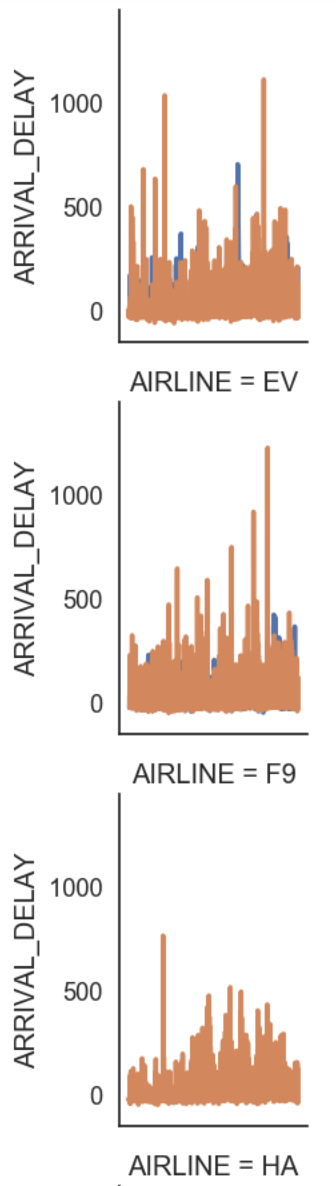 ARRIVAL_DELAY
1000
500
0
AIRLINE = EV
ARRIVAL_DELAY
1000
500
0
AIRLINE = F9
ARRIVAL_DELAY
1000
500
0
AIRLINE = HA